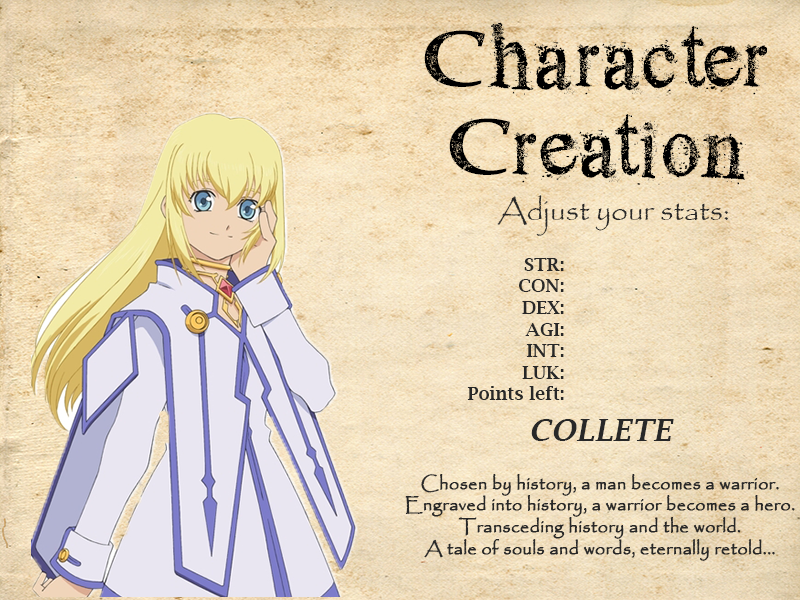 Character
Creation
Adjust your stats:
STR:
CON:
DEX:
AGI:
INT:
LUK:
Points left:
COLLETE
Chosen by history, a man becomes a warrior.
Engraved into history, a warrior becomes a hero.
Transceding history and the world.
A tale of souls and words, eternally retold...